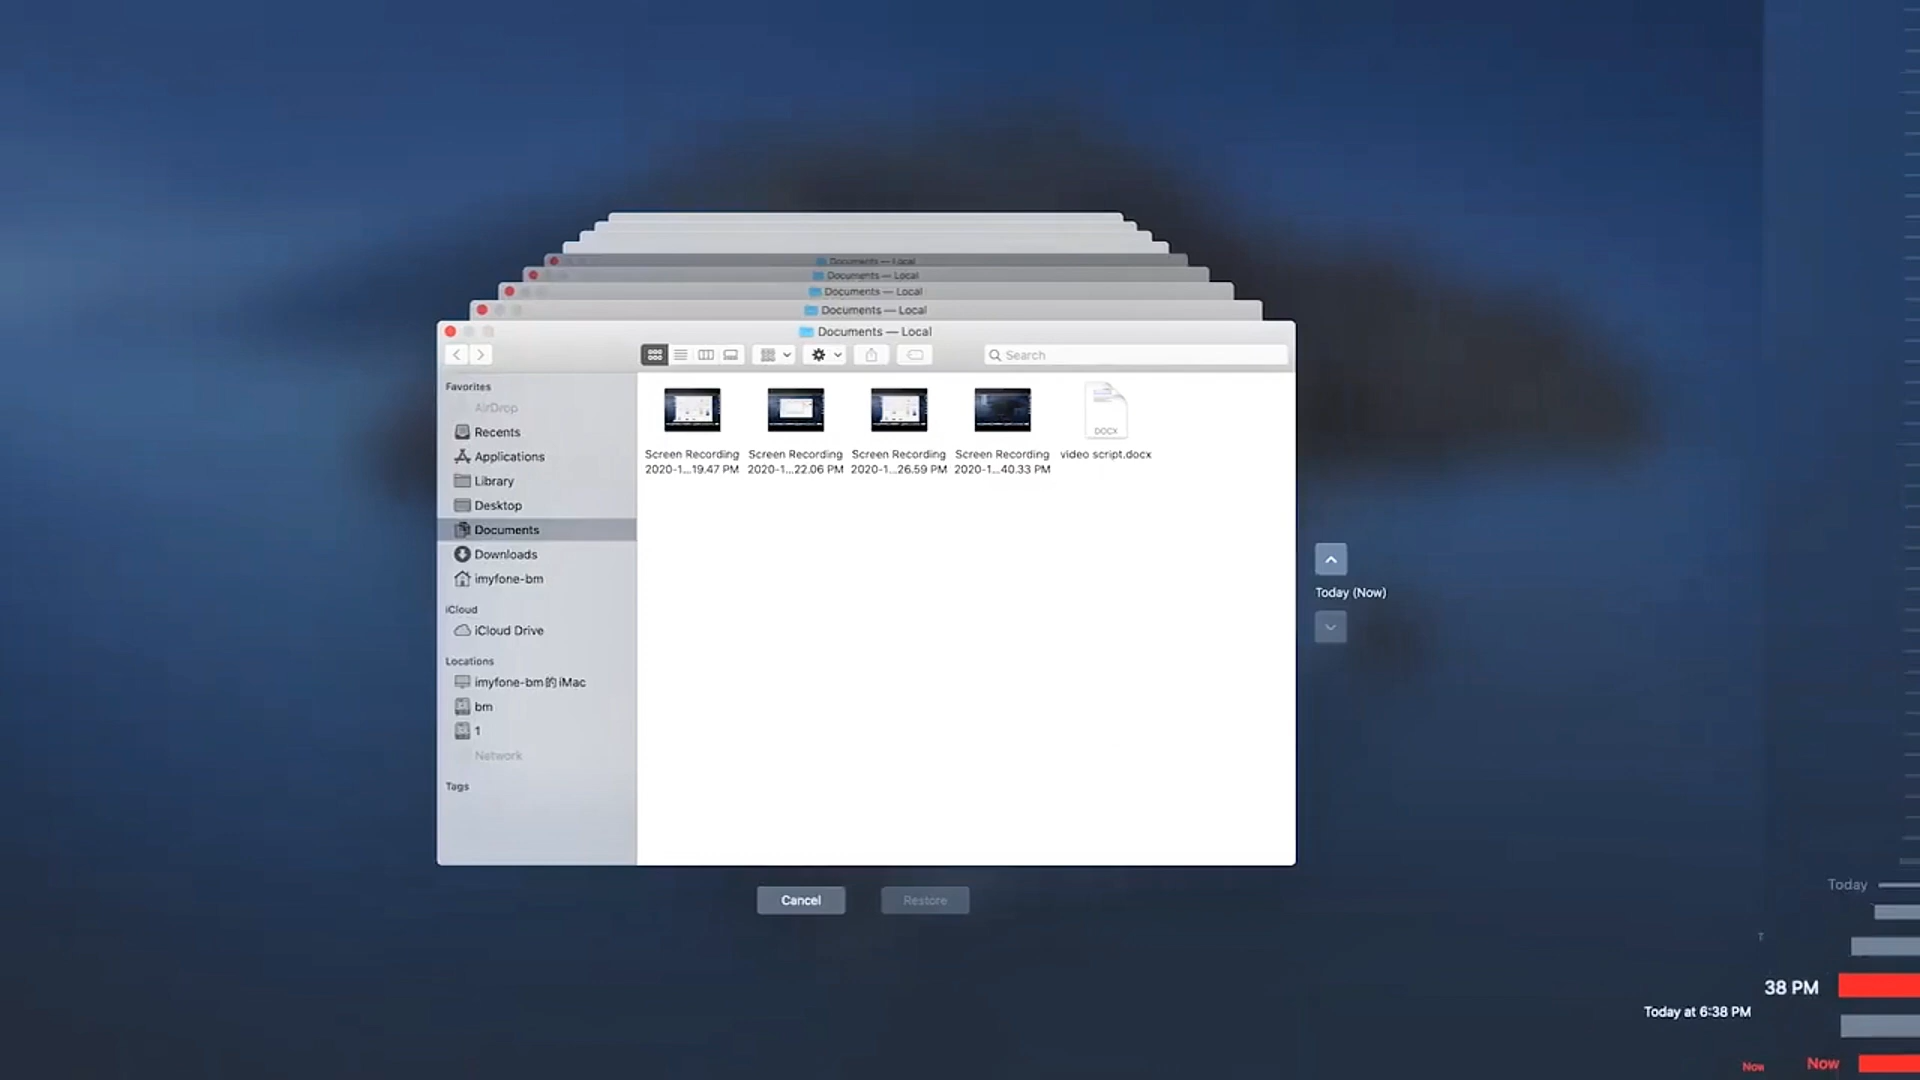 Documents — Local
Documents — Local
Documents — Local
Documents — Local
Documents — Local
Search
Favorites
AirDrop
Recents
Applications
Library
Desktop
Documents
Downloads
imyfone-bm
iCloud
iCloud Drive
Locations
imyfone-bm的 iMac
bm
1
Network
Tags
Screen Recording
2020-1...19.47 PM
Screen Recording
2020-1...22.06 PM
Screen Recording
2020-1...26.59 PM
Screen Recording
2020-1...40.33 PM
DOCX
video script.docx
Today (Now)
Cancel
Restore
Today
T
38 PM
Today at 6:38 PM
Now
Now